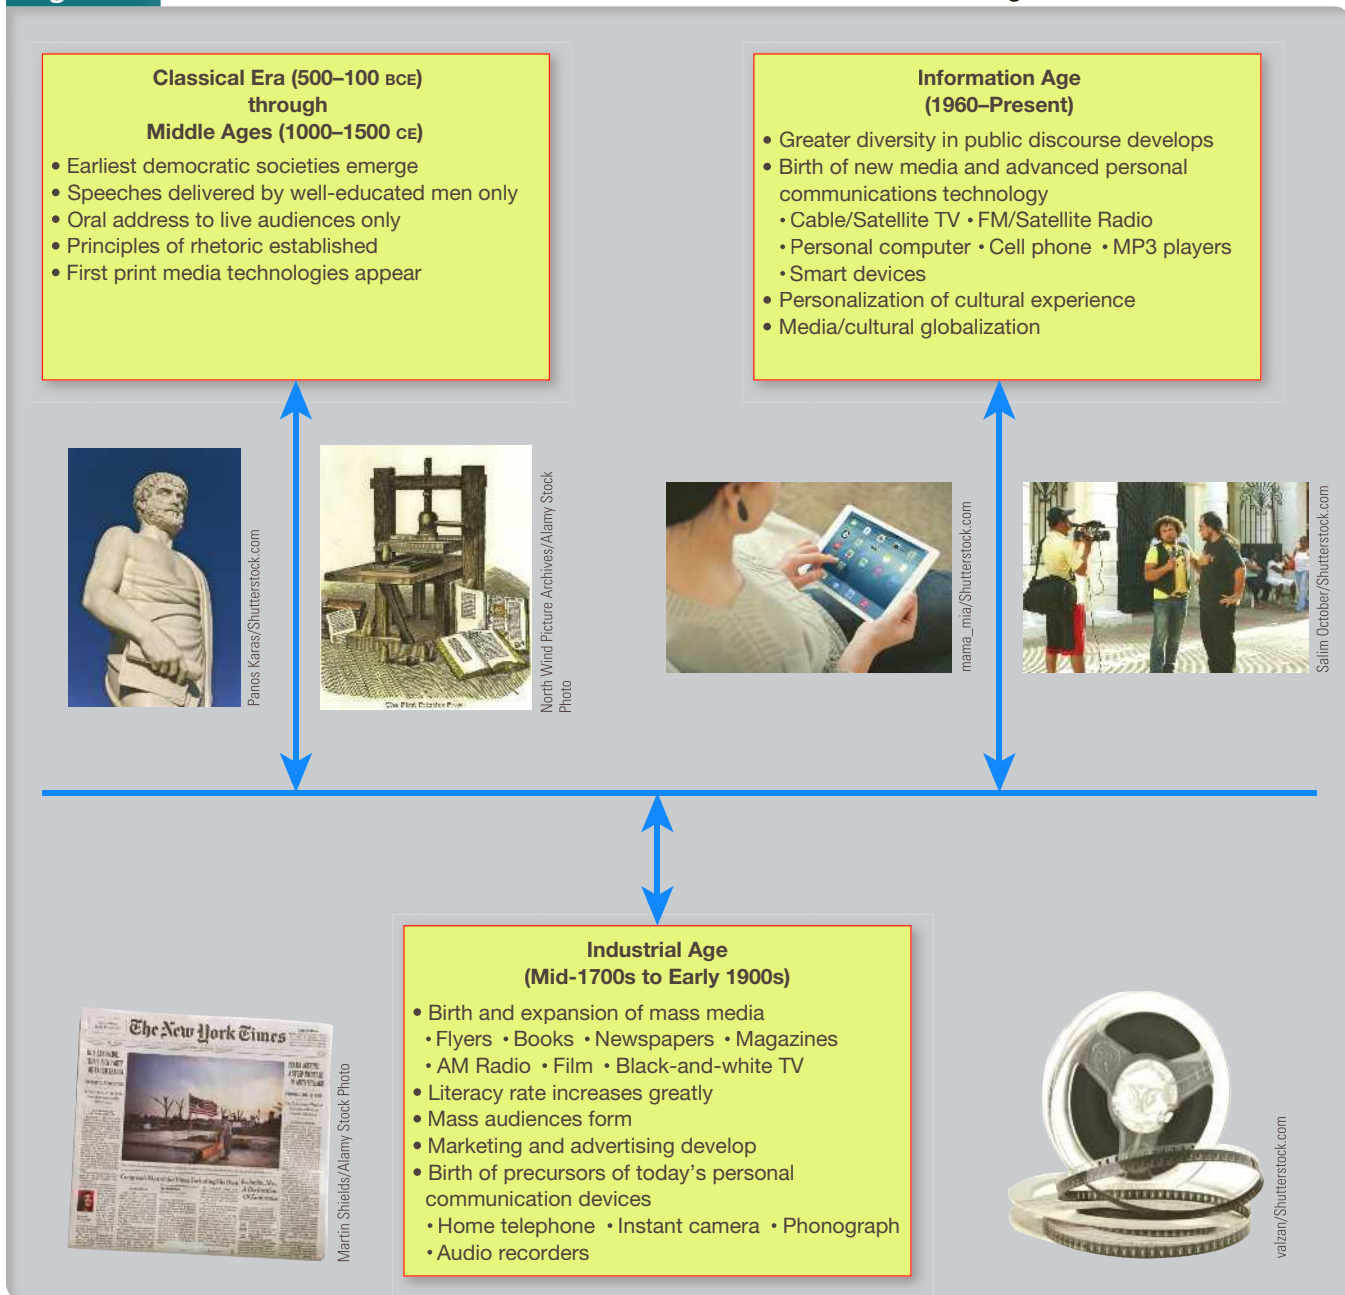 Classical Era (500–100 BCE)
through
Middle Ages (1000–1500 CE)
• Earliest democratic societies emerge
• Speeches delivered by well-educated men only
• Oral address to live audiences only
• Principles of rhetoric established
• First print media technologies appear
Information Age
(1960–Present)
• Greater diversity in public discourse develops
• Birth of new media and advanced personal
communications technology
• Cable/Satellite TV • FM/Satellite Radio
• Personal computer • Cell phone • MP3 players
• Smart devices
• Personalization of cultural experience
• Media/cultural globalization
Panos Karas/Shutterstock.com
North Wind Picture Archives/Alamy Stock
Photo
mama_mia/Shutterstock.com
Salim October/Shutterstock.com
Industrial Age
(Mid-1700s to Early 1900s)
• Birth and expansion of mass media
• Flyers • Books • Newspapers • Magazines
• AM Radio • Film • Black-and-white TV
• Literacy rate increases greatly
• Mass audiences form
• Marketing and advertising develop
• Birth of precursors of today's personal
communication devices
• Home telephone • Instant camera • Phonograph
• Audio recorders
The New York Times
Martin Shields/Alamy Stock Photo
valzan/Shutterstock.com